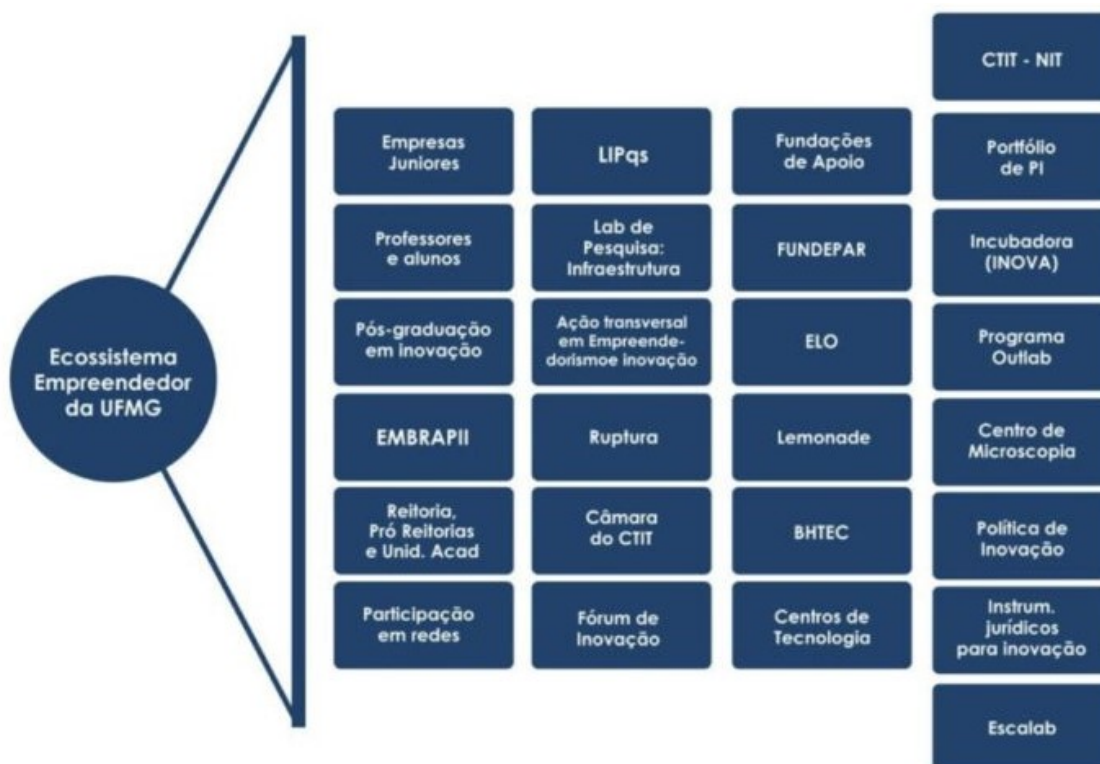 Ecossistema
Empreendedor
da UFMG
Empresas
Juniores
Professores
e alunos
Pós-graduação
em inovação
EMBRAPII
Reitoria,
Pró Reitorias
e Unid. Acad
Participação
em redes
LIPqs
Lab de
Pesquisa:
Infraestrutura
Ação transversal
em Empreende-
dorismoe inovação
Ruptura
Câmara
do CTIT
Fórum de
Inovação
Fundações
de Apoio
FUNDEPAR
ELO
Lemonade
BHTEC
Centros de
Tecnologia
CTIT - NIT
Portfólio
de PI
Incubadora
(INOVA)
Programa
Outlab
Centro de
Microscopia
Política de
Inovação
Instrum.
jurídicos
para inovação
Escalab